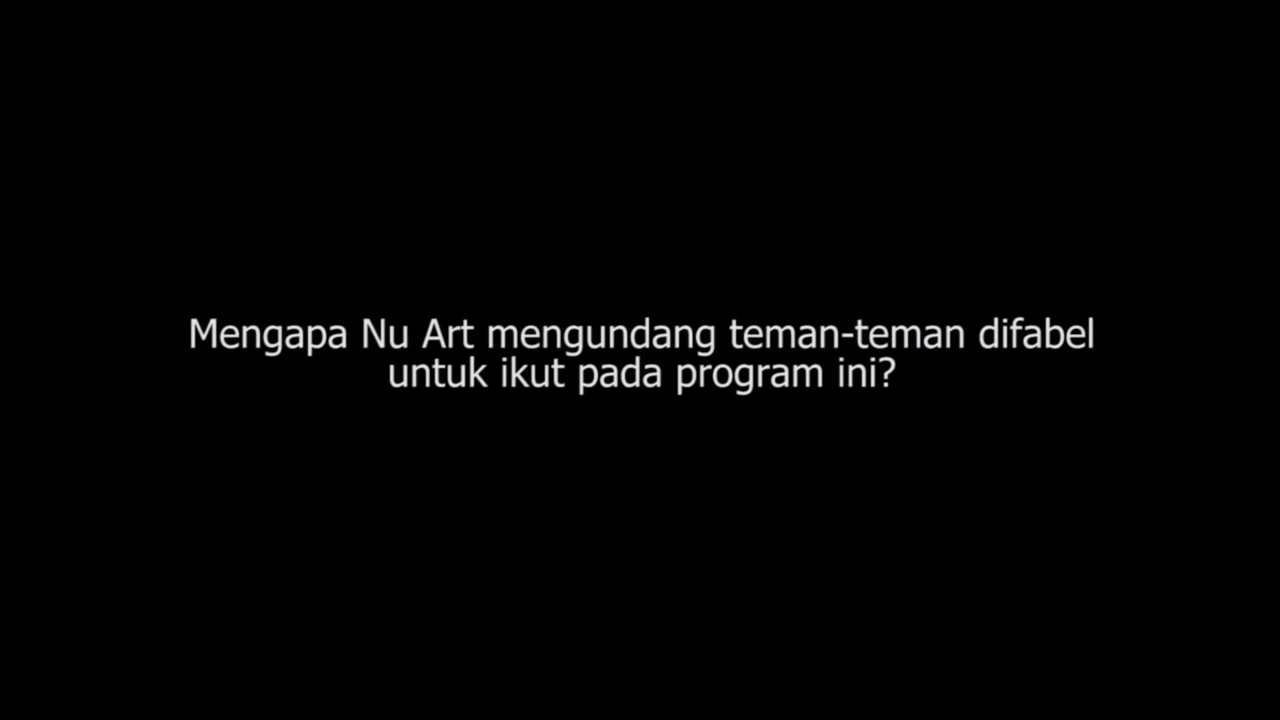 Mengapa Nu Art mengundang teman-teman difabel
untuk ikut pada program ini?